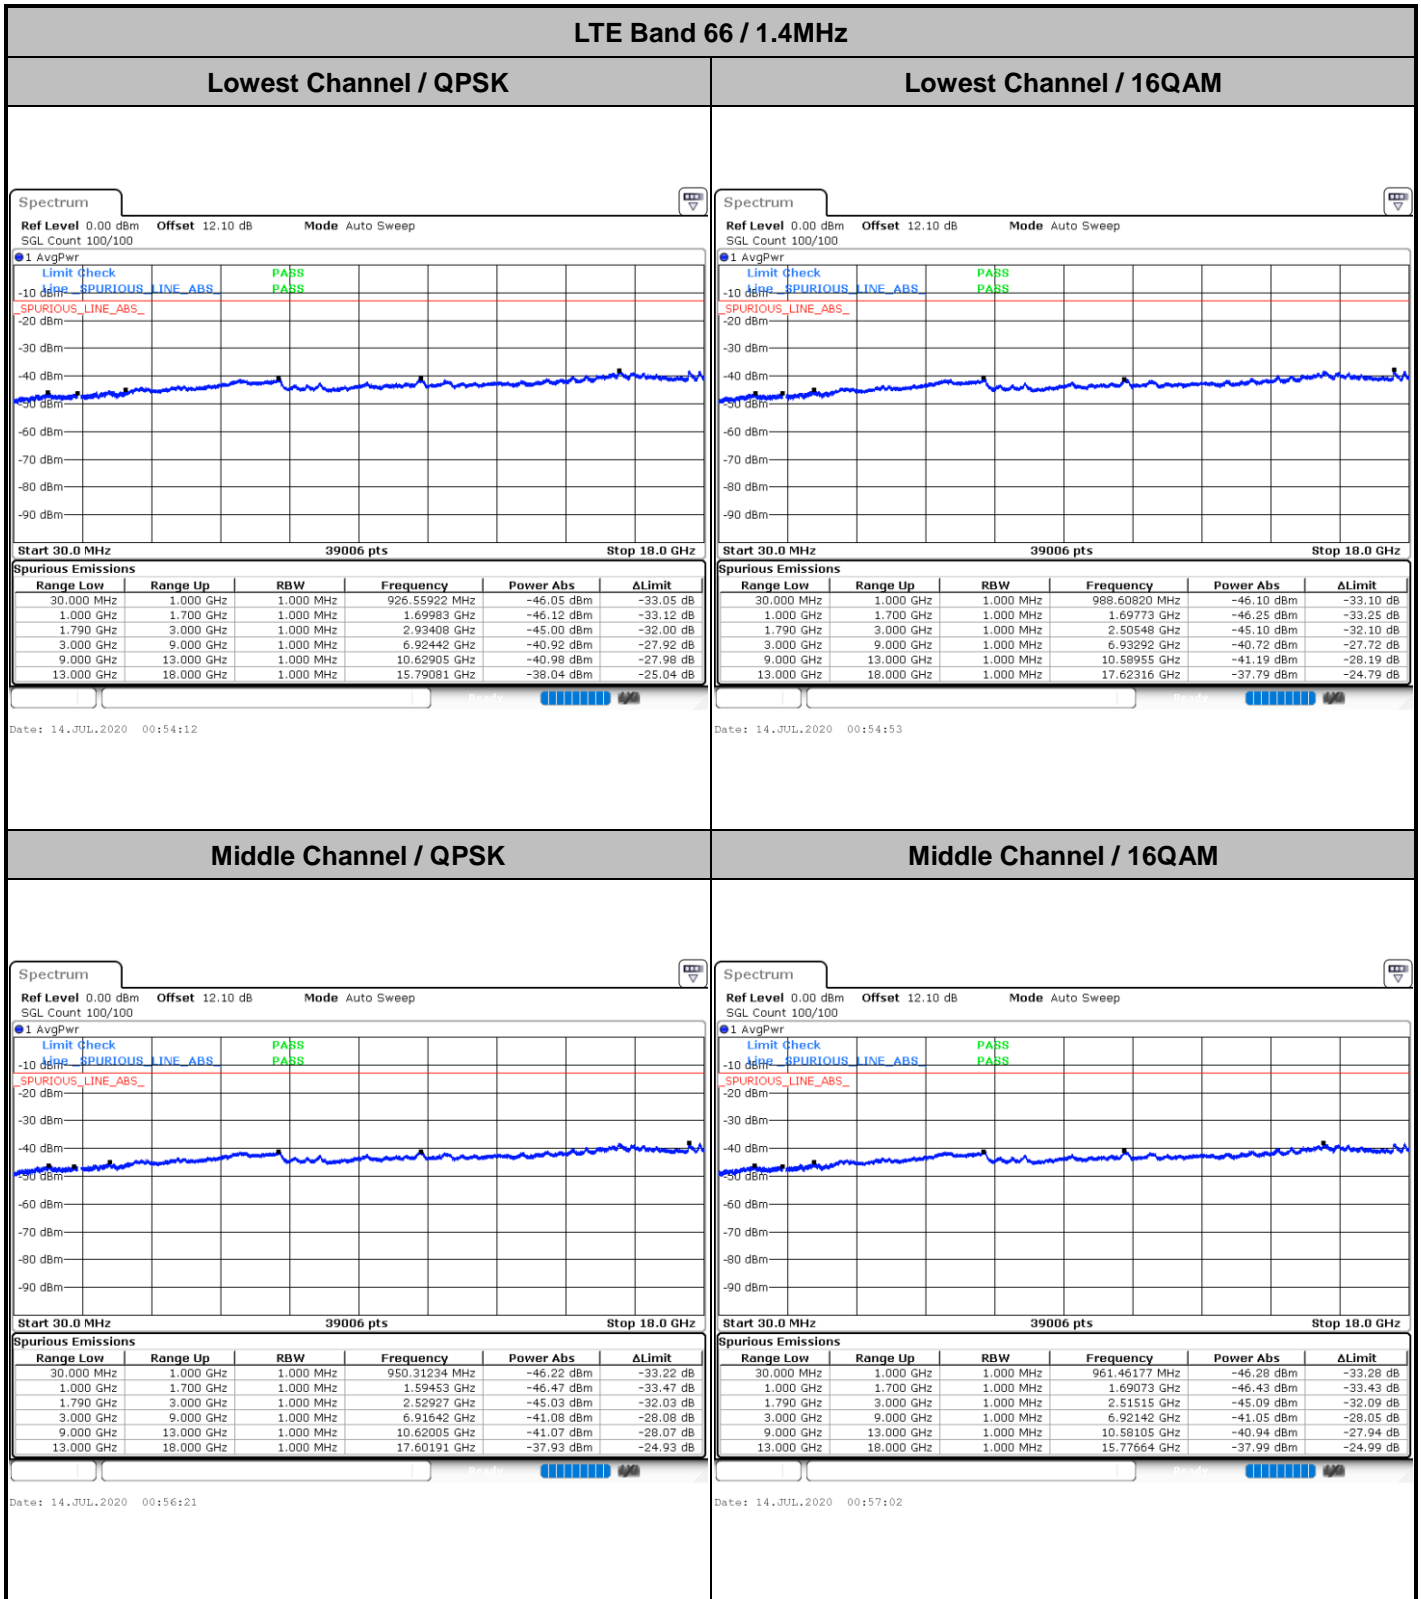 LTE Band 66 / 1.4MHz
Lowest Channel / QPSK
Lowest Channel / 16QAM
Spectrum
Ref Level 0.00 dBm Offset 12.10 dB Mode Auto Sweep
SGL Count 100/100
1 AvgPwr
Limit Check PASS
Line _SPURIOUS_LINE_ABS_ PASS
-10 dBm
_SPURIOUS_LINE_ABS_
-20 dBm
-30 dBm
-40 dBm
-50 dBm
-60 dBm
-70 dBm
-80 dBm
-90 dBm
Start 30.0 MHz 39006 pts Stop 18.0 GHz
Spurious Emissions
Range Low Range Up RBW Frequency Power Abs ΔLimit
30.000 MHz 1.000 GHz 1.000 MHz 926.55922 MHz -46.05 dBm -33.05 dB
1.000 GHz 1.700 GHz 1.000 MHz 1.69983 GHz -46.12 dBm -33.12 dB
1.790 GHz 3.000 GHz 1.000 MHz 2.93408 GHz -45.00 dBm -32.00 dB
3.000 GHz 9.000 GHz 1.000 MHz 6.92442 GHz -40.92 dBm -27.92 dB
9.000 GHz 13.000 GHz 1.000 MHz 10.62905 GHz -40.98 dBm -27.98 dB
13.000 GHz 18.000 GHz 1.000 MHz 15.79081 GHz -38.04 dBm -25.04 dB
Ready
Date: 14.JUL.2020 00:54:12
Spectrum
Ref Level 0.00 dBm Offset 12.10 dB Mode Auto Sweep
SGL Count 100/100
1 AvgPwr
Limit Check PASS
Line _SPURIOUS_LINE_ABS_ PASS
-10 dBm
_SPURIOUS_LINE_ABS_
-20 dBm
-30 dBm
-40 dBm
-50 dBm
-60 dBm
-70 dBm
-80 dBm
-90 dBm
Start 30.0 MHz 39006 pts Stop 18.0 GHz
Spurious Emissions
Range Low Range Up RBW Frequency Power Abs ΔLimit
30.000 MHz 1.000 GHz 1.000 MHz 988.60820 MHz -46.10 dBm -33.10 dB
1.000 GHz 1.700 GHz 1.000 MHz 1.69773 GHz -46.25 dBm -33.25 dB
1.790 GHz 3.000 GHz 1.000 MHz 2.50548 GHz -45.10 dBm -32.10 dB
3.000 GHz 9.000 GHz 1.000 MHz 6.93292 GHz -40.72 dBm -27.72 dB
9.000 GHz 13.000 GHz 1.000 MHz 10.58955 GHz -41.19 dBm -28.19 dB
13.000 GHz 18.000 GHz 1.000 MHz 17.62316 GHz -37.79 dBm -24.79 dB
Ready
Date: 14.JUL.2020 00:54:53
Middle Channel / QPSK
Middle Channel / 16QAM
Spectrum
Ref Level 0.00 dBm Offset 12.10 dB Mode Auto Sweep
SGL Count 100/100
1 AvgPwr
Limit Check PASS
Line _SPURIOUS_LINE_ABS_ PASS
-10 dBm
_SPURIOUS_LINE_ABS_
-20 dBm
-30 dBm
-40 dBm
-50 dBm
-60 dBm
-70 dBm
-80 dBm
-90 dBm
Start 30.0 MHz 39006 pts Stop 18.0 GHz
Spurious Emissions
Range Low Range Up RBW Frequency Power Abs ΔLimit
30.000 MHz 1.000 GHz 1.000 MHz 950.31234 MHz -46.22 dBm -33.22 dB
1.000 GHz 1.700 GHz 1.000 MHz 1.59453 GHz -46.47 dBm -33.47 dB
1.790 GHz 3.000 GHz 1.000 MHz 2.52927 GHz -45.03 dBm -32.03 dB
3.000 GHz 9.000 GHz 1.000 MHz 6.91642 GHz -41.08 dBm -28.08 dB
9.000 GHz 13.000 GHz 1.000 MHz 10.62005 GHz -41.07 dBm -28.07 dB
13.000 GHz 18.000 GHz 1.000 MHz 17.60191 GHz -37.93 dBm -24.93 dB
Ready
Date: 14.JUL.2020 00:56:21
Spectrum
Ref Level 0.00 dBm Offset 12.10 dB Mode Auto Sweep
SGL Count 100/100
1 AvgPwr
Limit Check PASS
Line _SPURIOUS_LINE_ABS_ PASS
-10 dBm
_SPURIOUS_LINE_ABS_
-20 dBm
-30 dBm
-40 dBm
-50 dBm
-60 dBm
-70 dBm
-80 dBm
-90 dBm
Start 30.0 MHz 39006 pts Stop 18.0 GHz
Spurious Emissions
Range Low Range Up RBW Frequency Power Abs ΔLimit
30.000 MHz 1.000 GHz 1.000 MHz 961.46177 MHz -46.28 dBm -33.28 dB
1.000 GHz 1.700 GHz 1.000 MHz 1.69073 GHz -46.43 dBm -33.43 dB
1.790 GHz 3.000 GHz 1.000 MHz 2.51515 GHz -45.09 dBm -32.09 dB
3.000 GHz 9.000 GHz 1.000 MHz 6.92142 GHz -41.05 dBm -28.05 dB
9.000 GHz 13.000 GHz 1.000 MHz 10.58105 GHz -40.94 dBm -27.94 dB
13.000 GHz 18.000 GHz 1.000 MHz 15.77664 GHz -37.99 dBm -24.99 dB
Ready
Date: 14.JUL.2020 00:57:02